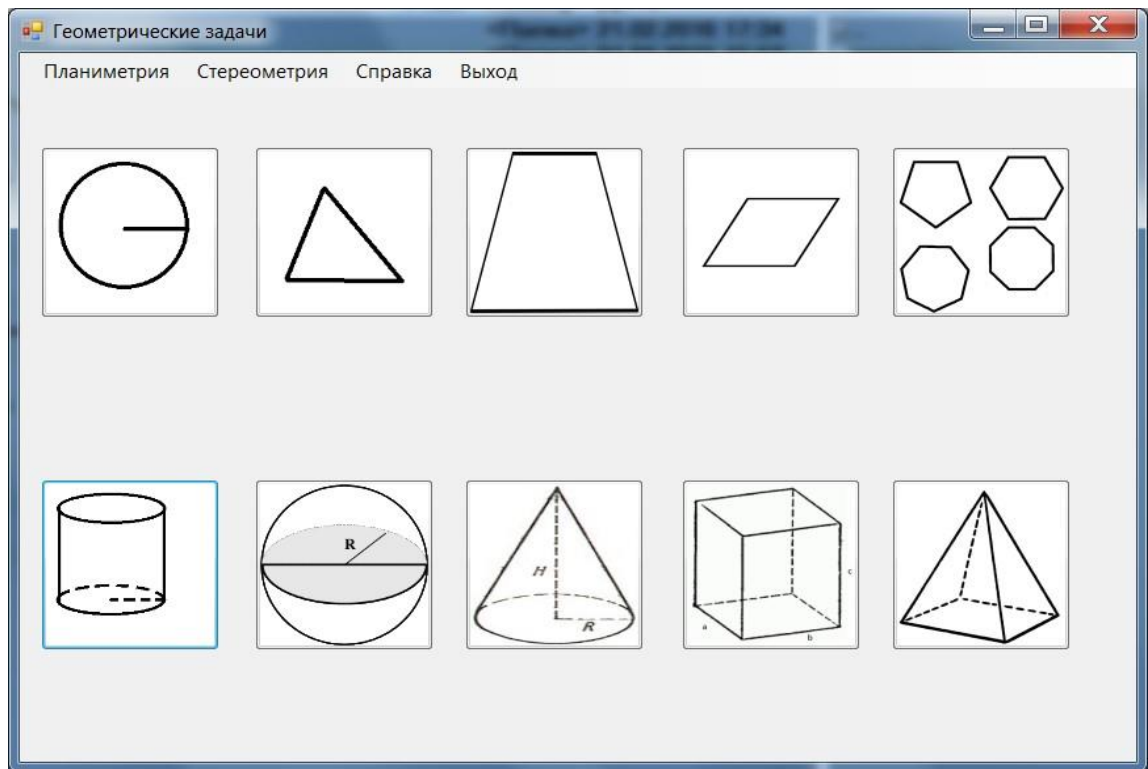 Геометрические задачи
Планиметрия Стереометрия Справка Выход
R
H
R
a
b
c